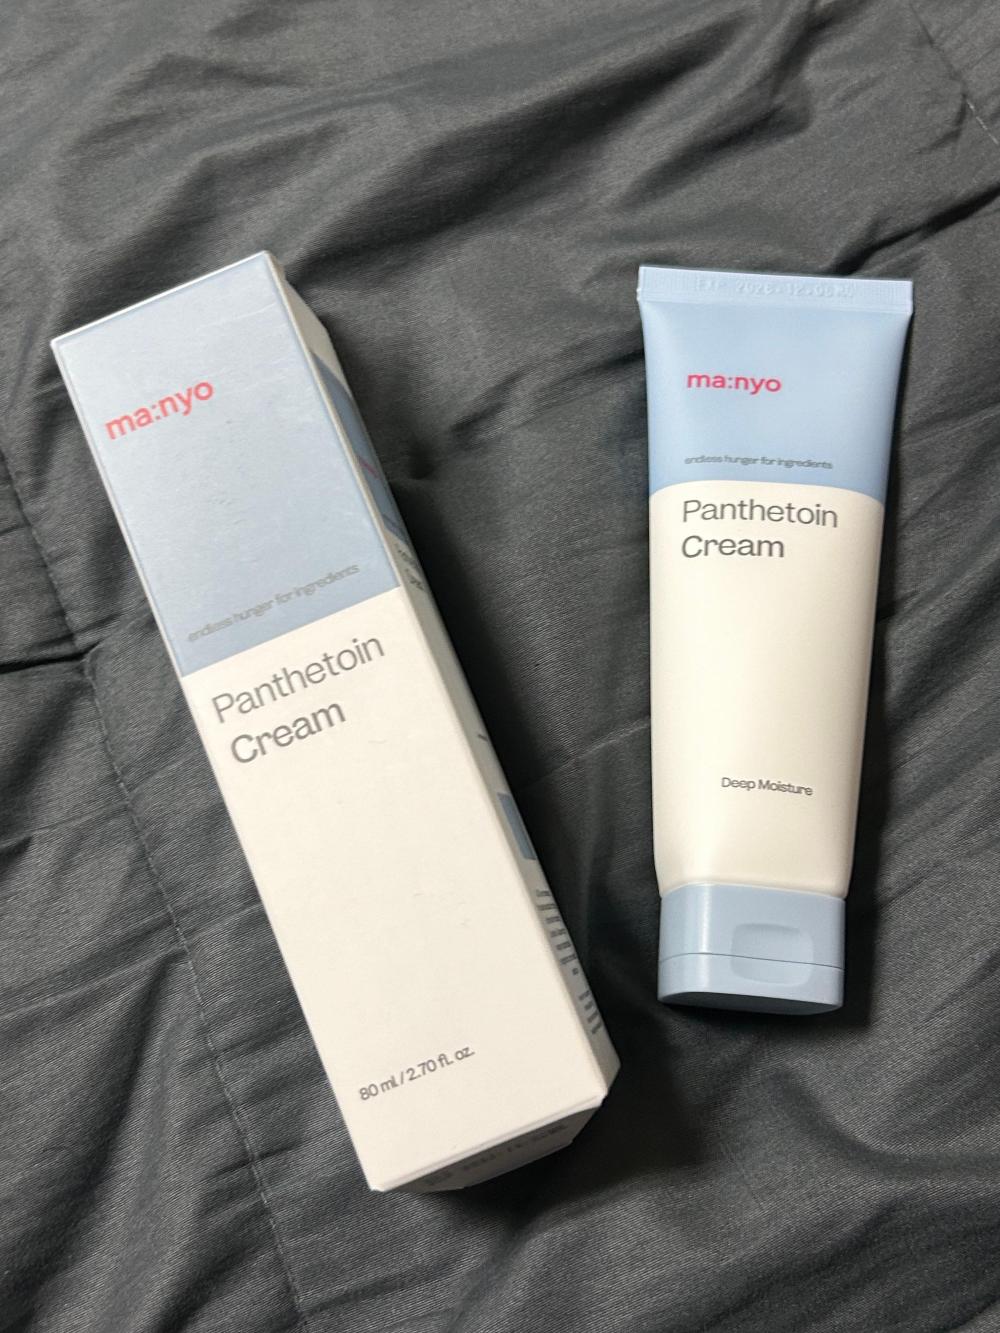 ma:nyo
endless hunger for ingredients
Panthetoin
Cream
80 ml / 2.70 fl. oz.
ma:nyo
endless hunger for ingredients
Panthetoin
Cream
Deep Moisture